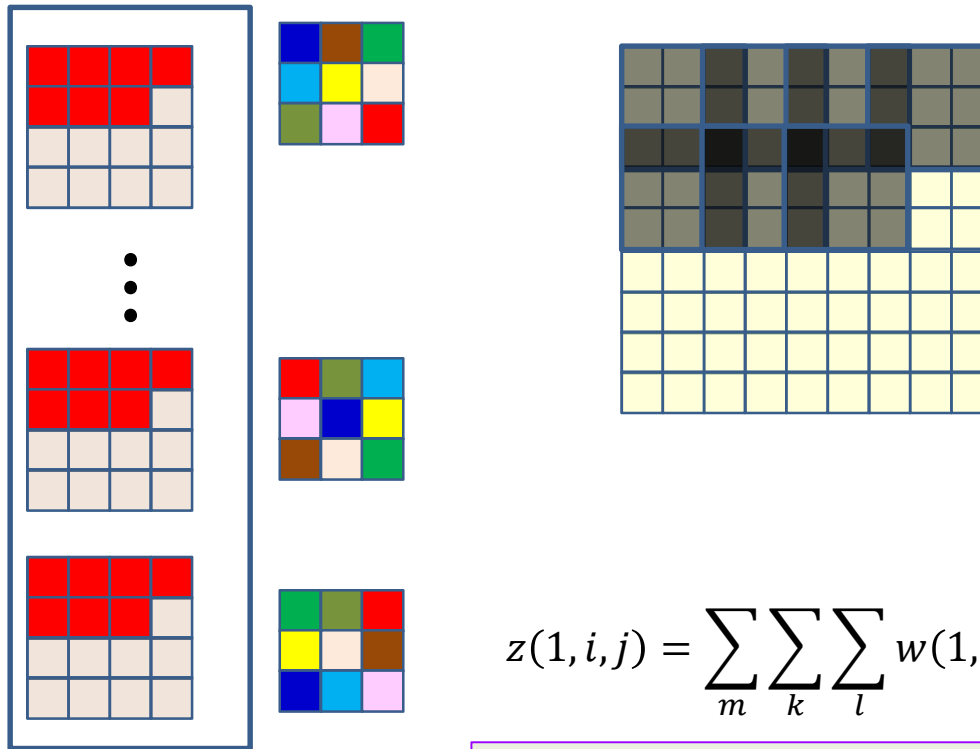 z(1, i, j) = ∑ ∑ ∑ w(1,
m k l